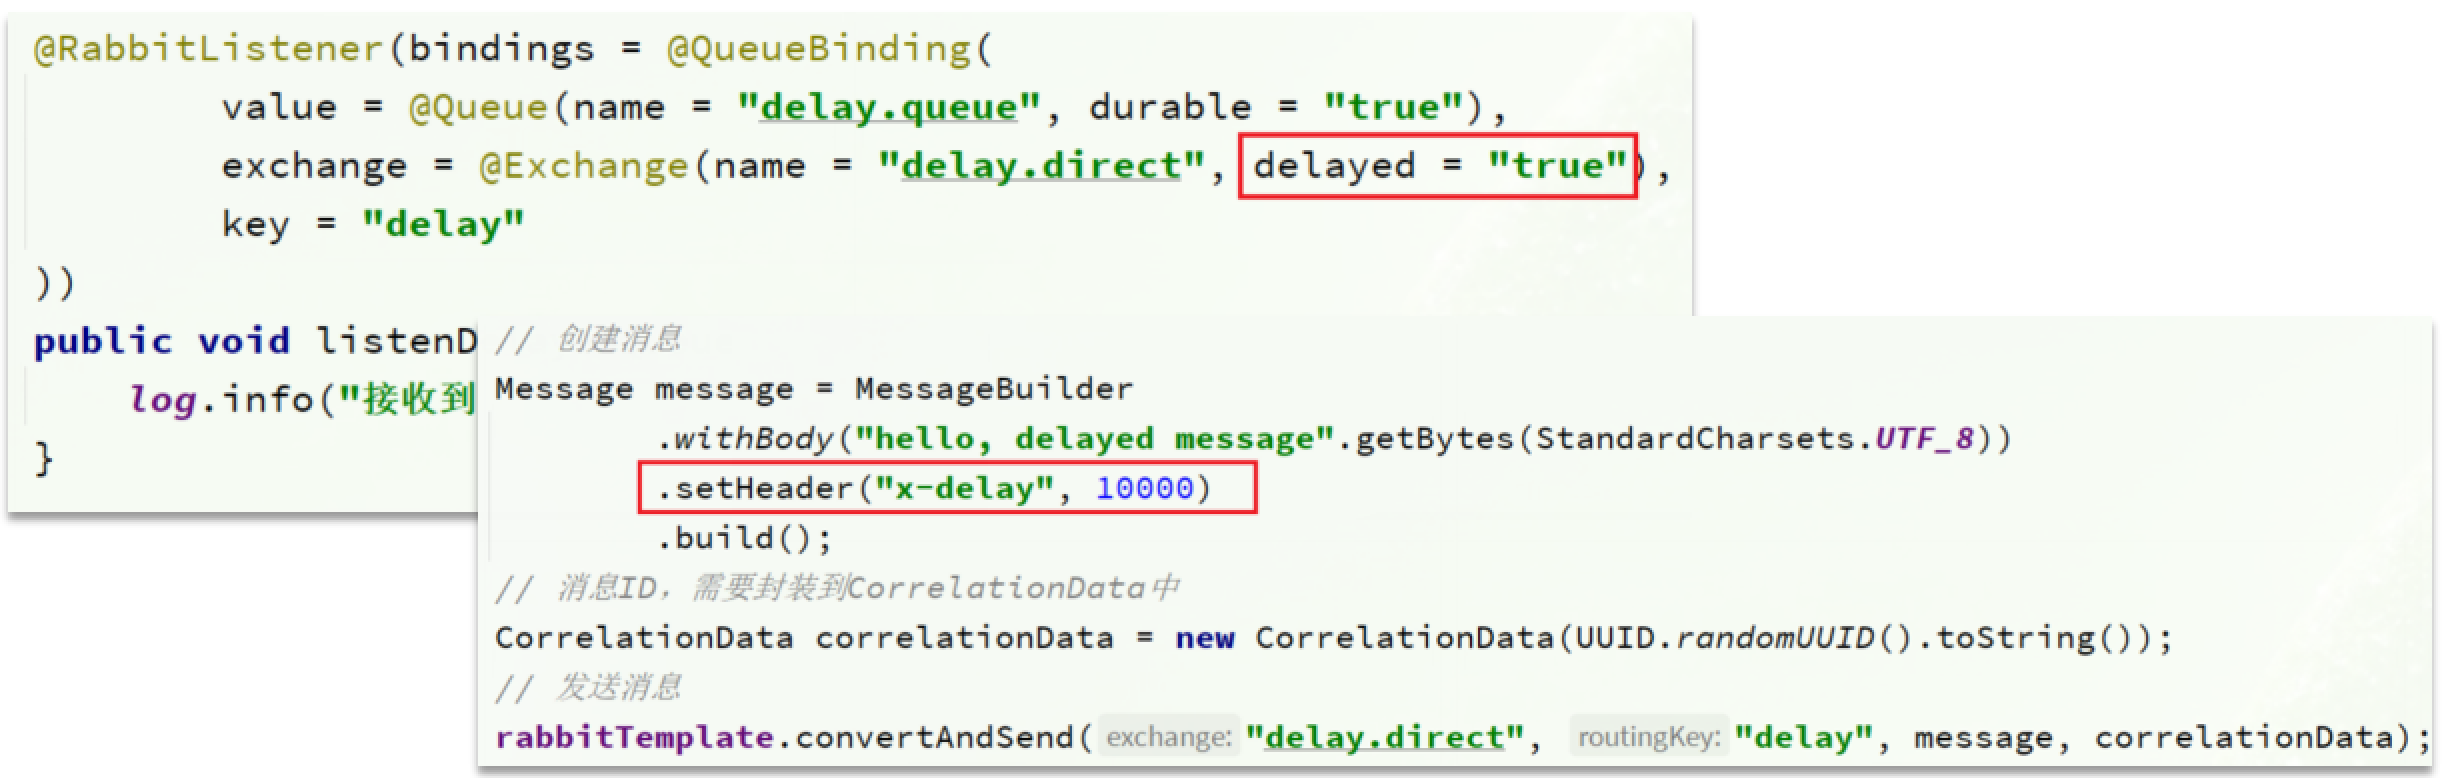 @RabbitListener(bindings = @QueueBinding(
        value = @Queue(name = "delay.queue", durable = "true"),
        exchange = @Exchange(name = "delay.direct", delayed = "true"),
        key = "delay"
))
public void listenD
    log.info("接收到
}
// 创建消息
Message message = MessageBuilder
        .withBody("hello, delayed message".getBytes(StandardCharsets.UTF_8))
        .setHeader("x-delay", 10000)
        .build();
// 消息ID，需要封装到CorrelationData中
CorrelationData correlationData = new CorrelationData(UUID.randomUUID().toString());
// 发送消息
rabbitTemplate.convertAndSend( exchange: "delay.direct", routingKey: "delay", message, correlationData);